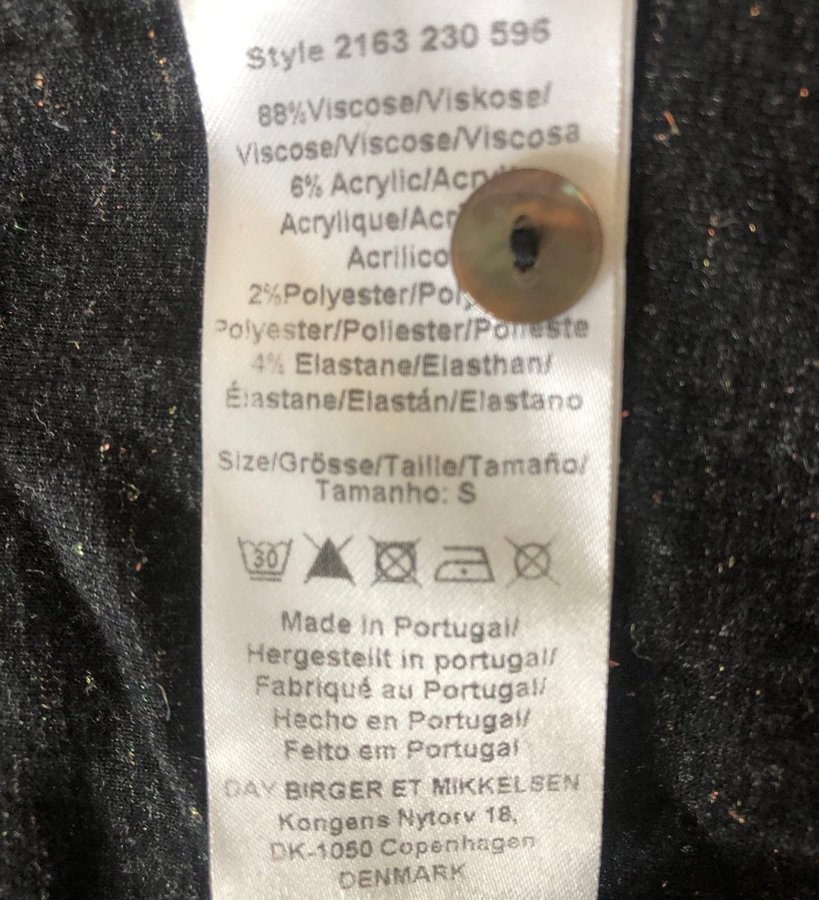 Style 2163 230 596
88%Viscose/Viskose/
Viscose/Viscose/Viscosa
6% Acrylic/
Acrylique/
Acrilico
2%Polyester/
Polyester/Poliester/Polieste
4% Elastane/Elasthan/
Élastane/Elastán/Elastano
Size/Grösse/Taille/Tamaño/
Tamanho: S
30
Made in Portugal/
Hergestellt in portugal/
Fabriqué au Portugal/
Hecho en Portugal/
Feito em Portugal
DAY BIRGER ET MIKKELSEN
Kongens Nytorv 18,
DK-1050 Copenhagen
DENMARK